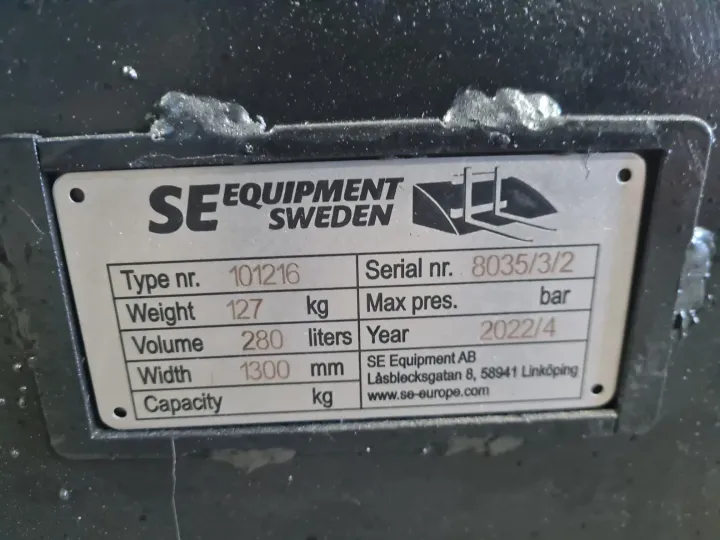 SE EQUIPMENT
SWEDEN
Type nr. 101216
Serial nr. 8035/3/2
Weight 127 kg
Max pres. bar
Volume 280 liters
Year 2022/4
Width 1300 mm
SE Equipment AB
Låsblecksgatan 8, 58941 Linköping
www.se-europe.com
Capacity kg